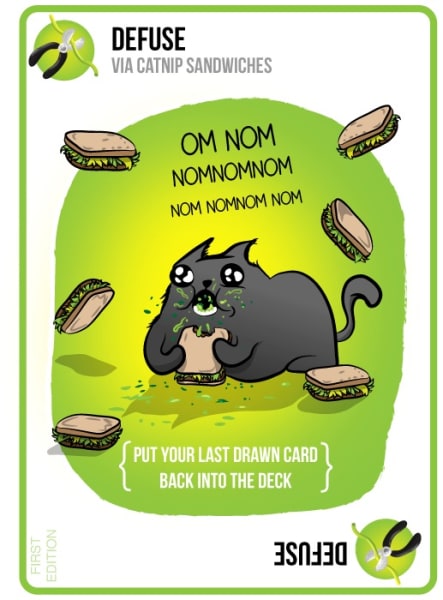 DEFUSE
VIA CATNIP SANDWICHES
OM NOM
NOMNOMNOM
NOM NOMNOM NOM
PUT YOUR LAST DRAWN CARD
BACK INTO THE DECK
FIRST
EDITION
DEFUSE